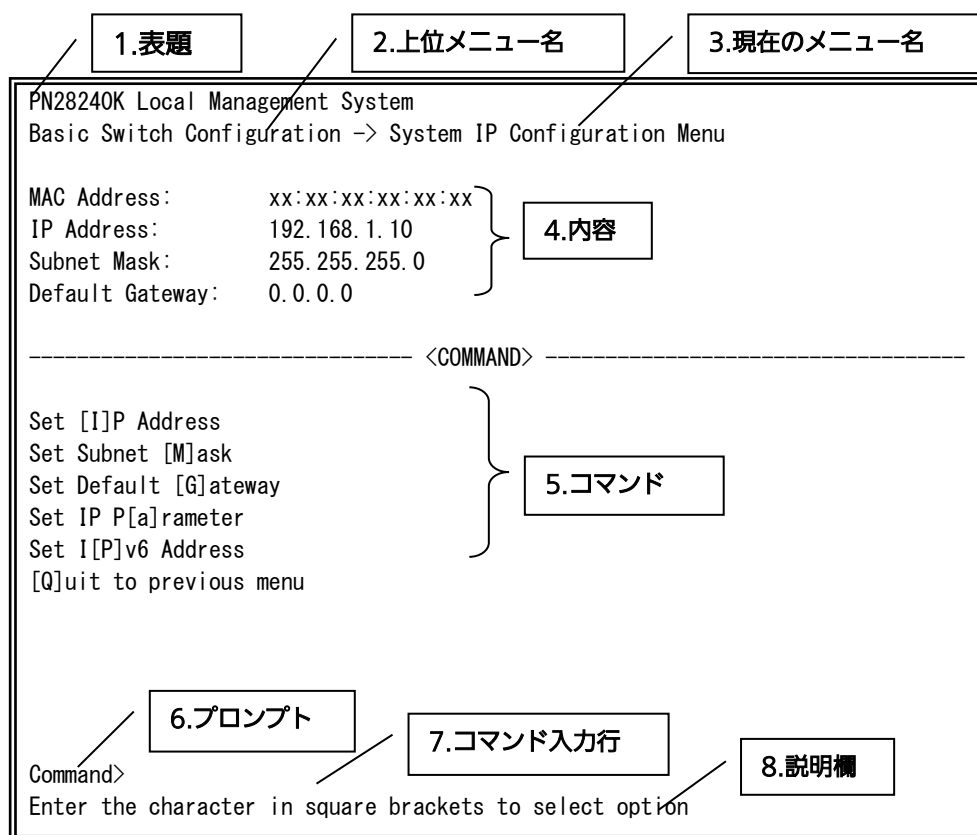 1.表題
2.上位メニュー名
3.現在のメニュー名
PN28240K Local Management System
Basic Switch Configuration -> System IP Configuration Menu
MAC Address: xx:xx:xx:xx:xx:xx
IP Address: 192.168.1.10
Subnet Mask: 255.255.255.0
Default Gateway: 0.0.0.0
4.内容
-------------------------------- <COMMAND> -----------------------------------
Set [I]P Address
Set Subnet [M]ask
Set Default [G]ateway
Set IP P[a]rameter
Set I[P]v6 Address
[Q]uit to previous menu
5.コマンド
6.プロンプト
7.コマンド入力行
8.説明欄
Command>
Enter the character in square brackets to select option